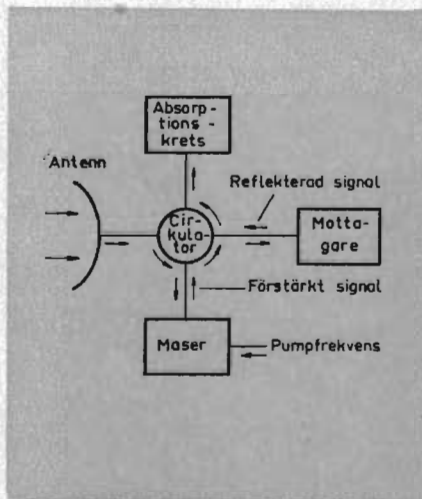 Absorp-
tions -
krets
Antenn
Reflekterad signal
Cir-
kula-
tor
Motta-
gare
Förstärkt signal
Maser
Pumpfrekvens